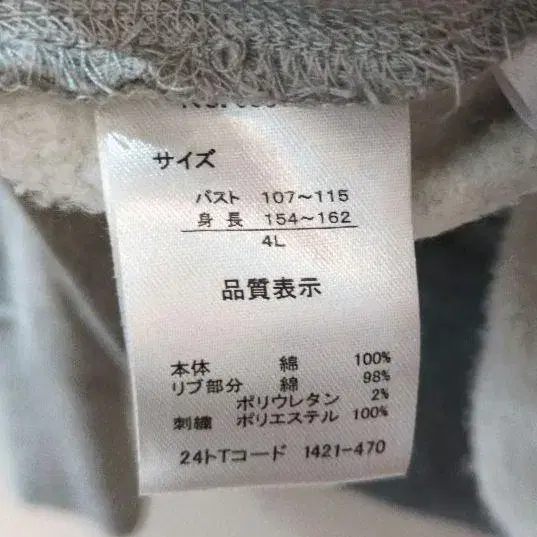 サイズ
バスト 107～115
身長 154～162
4L
品質表示
本体 綿 100%
リブ部分 綿 98%
ポリウレタン 2%
刺繍 ポリエステル 100%
24トTコード 1421-470